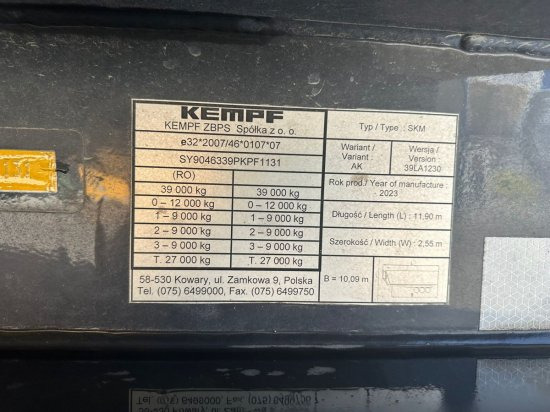 KEMPF
KEMPF ZBPS Spółka z o. o.
e32*2007/46*0107*07
SY9046339PKPF1131
(RO)
39 000 kg 39 000 kg
0 – 12 000 kg 0 – 12 000 kg
1 – 9 000 kg 1 – 9 000 kg
2 – 9 000 kg 2 – 9 000 kg
3 – 9 000 kg 3 – 9 000 kg
T. 27 000 kg T. 27 000 kg
58-530 Kowary, ul. Zamkowa 9, Polska
Tel. (075) 6499000, Fax. (075) 6499750
Typ / Type : SKM
Wariant /
Variant :
AK
Wersja /
Version :
39LA1230
Rok prod./ Year of manufacture :
2023
Długość / Length (L) : 11,90 m
Szerokość / Width (W) : 2,55 m
B = 10,09 m